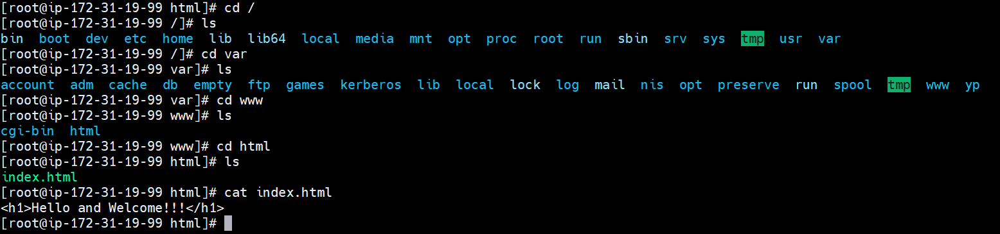 [root@ip-172-31-19-99 html]# cd /
[root@ip-172-31-19-99 /]# ls
bin  boot  dev  etc  home  lib  lib64  local  media  mnt  opt  proc  root  run  sbin  srv  sys  tmp  usr  var
[root@ip-172-31-19-99 /]# cd var
[root@ip-172-31-19-99 var]# ls
account  adm  cache  db  empty  ftp  games  kerberos  lib  local  lock  log  mail  nis  opt  preserve  run  spool  tmp  www  yp
[root@ip-172-31-19-99 var]# cd www
[root@ip-172-31-19-99 www]# ls
cgi-bin  html
[root@ip-172-31-19-99 www]# cd html
[root@ip-172-31-19-99 html]# ls
index.html
[root@ip-172-31-19-99 html]# cat index.html
<h1>Hello and Welcome!!!</h1>
[root@ip-172-31-19-99 html]#